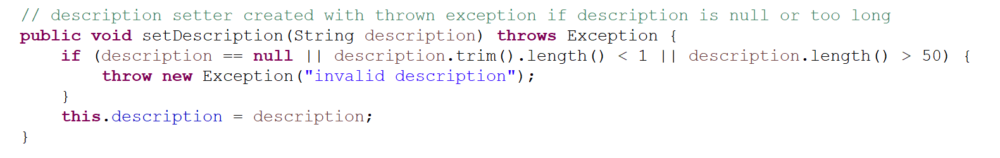 // description setter created with thrown exception if description is null or too long
public void setDescription(String description) throws Exception {
    if (description == null || description.trim().length() < 1 || description.length() > 50) {
        throw new Exception("invalid description");
    }
    this.description = description;
}